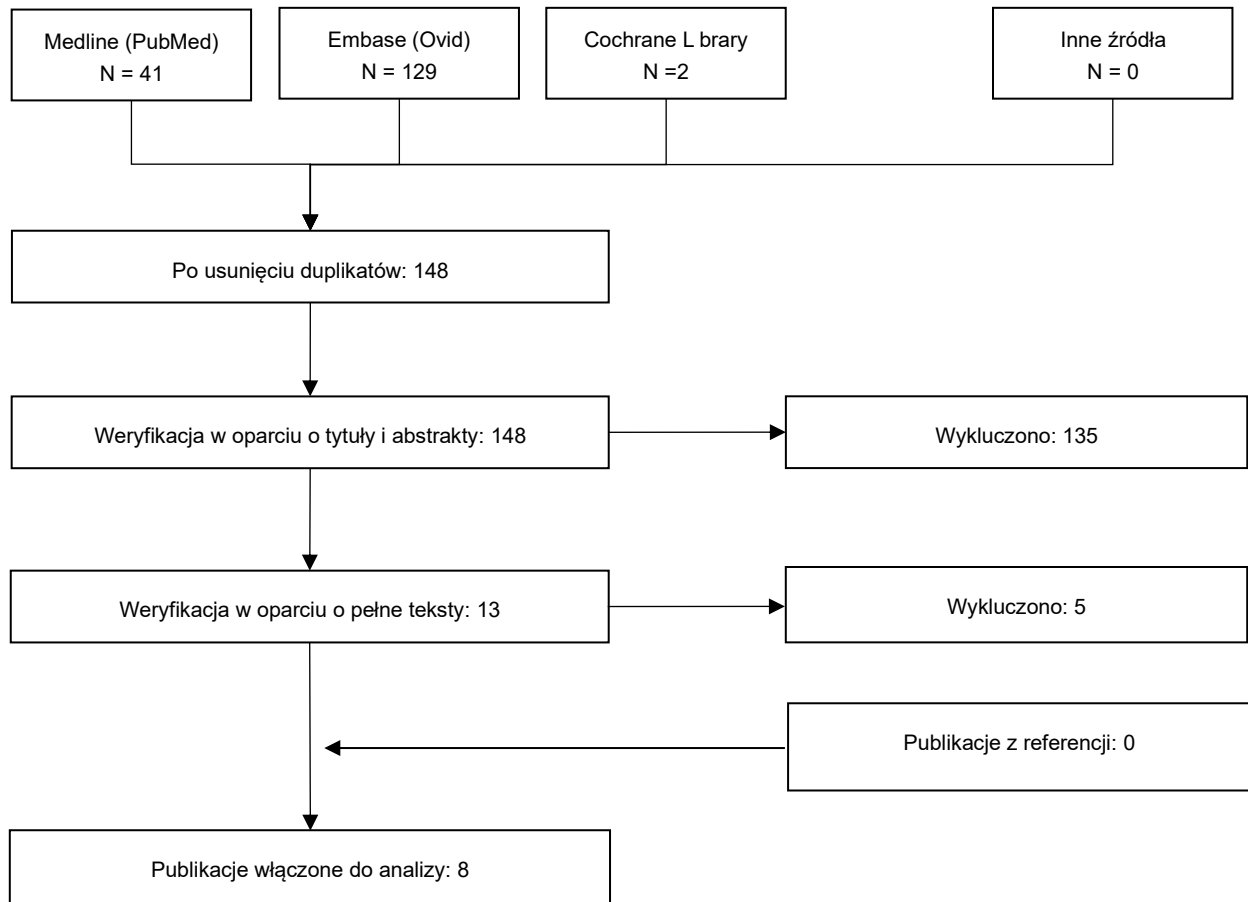 Medline (PubMed)
N = 41
Embase (Ovid)
N = 129
Cochrane L brary
N =2
Inne źródła
N = 0
Po usunięciu duplikatów: 148
Weryfikacja w oparciu o tytuły i abstrakty: 148
Wykluczono: 135
Weryfikacja w oparciu o pełne teksty: 13
Wykluczono: 5
Publikacje z referencji: 0
Publikacje włączone do analizy: 8